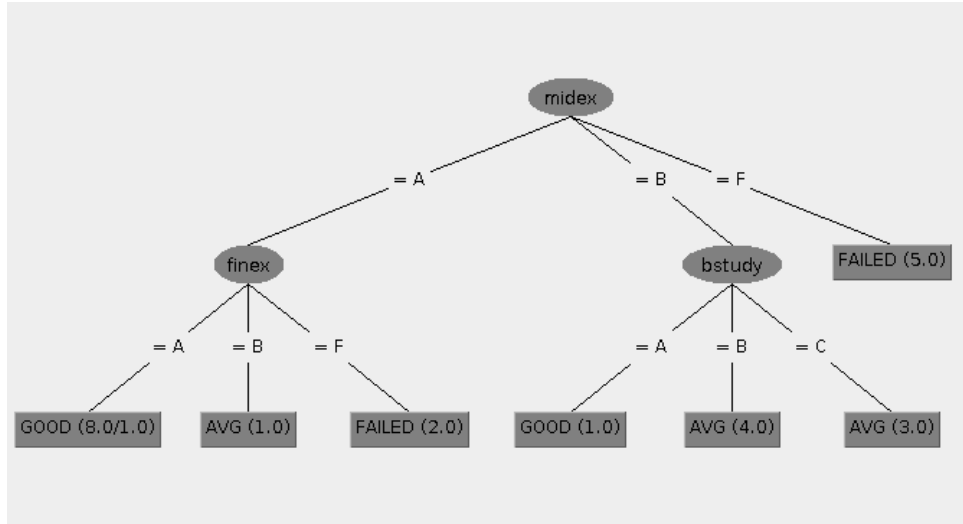 midex
= A
= B
= F
finex
bstudy
FAILED (5.0)
= A
= B
= F
= A
= B
= C
GOOD (8.0/1.0)
AVG (1.0)
FAILED (2.0)
GOOD (1.0)
AVG (4.0)
AVG (3.0)